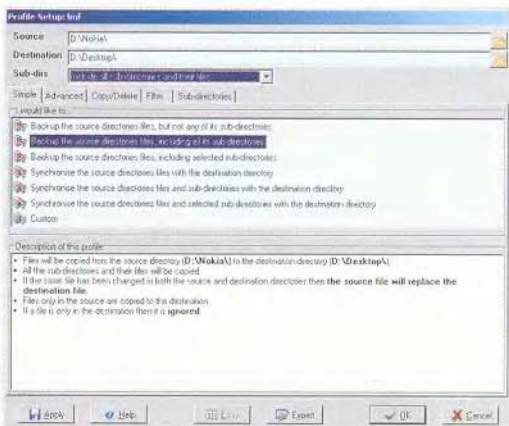 Profile Setup: bnf
Source D:\Nokia\
Destination D:\Desktop\
Sub-dirs Include all sub-directories and their files
Simple Advanced Copy/Delete Filter Sub-directories
I would like to
Backup the source directories files, but not any of its sub-directories
Backup the source directories files, including all its sub-directories
Backup the source directories files, including selected sub-directories
Synchronise the source directories files with the destination directory
Synchronise the source directories files and sub-directories with the destination directory
Synchronise the source directories files and selected sub-directories with the destination directory
Custom
Description of this profile
• Files will be copied from the source directory (D:\Nokia\) to the destination directory (D:\Desktop\)
• All the sub-directories and their files will be copied
• If the same file has been changed in both the source and destination directories then the source file will replace the
destination file.
• Files only in the source are copied to the destination
• If a file is only in the destination then it is ignored
Apply Help Expert OK Cancel